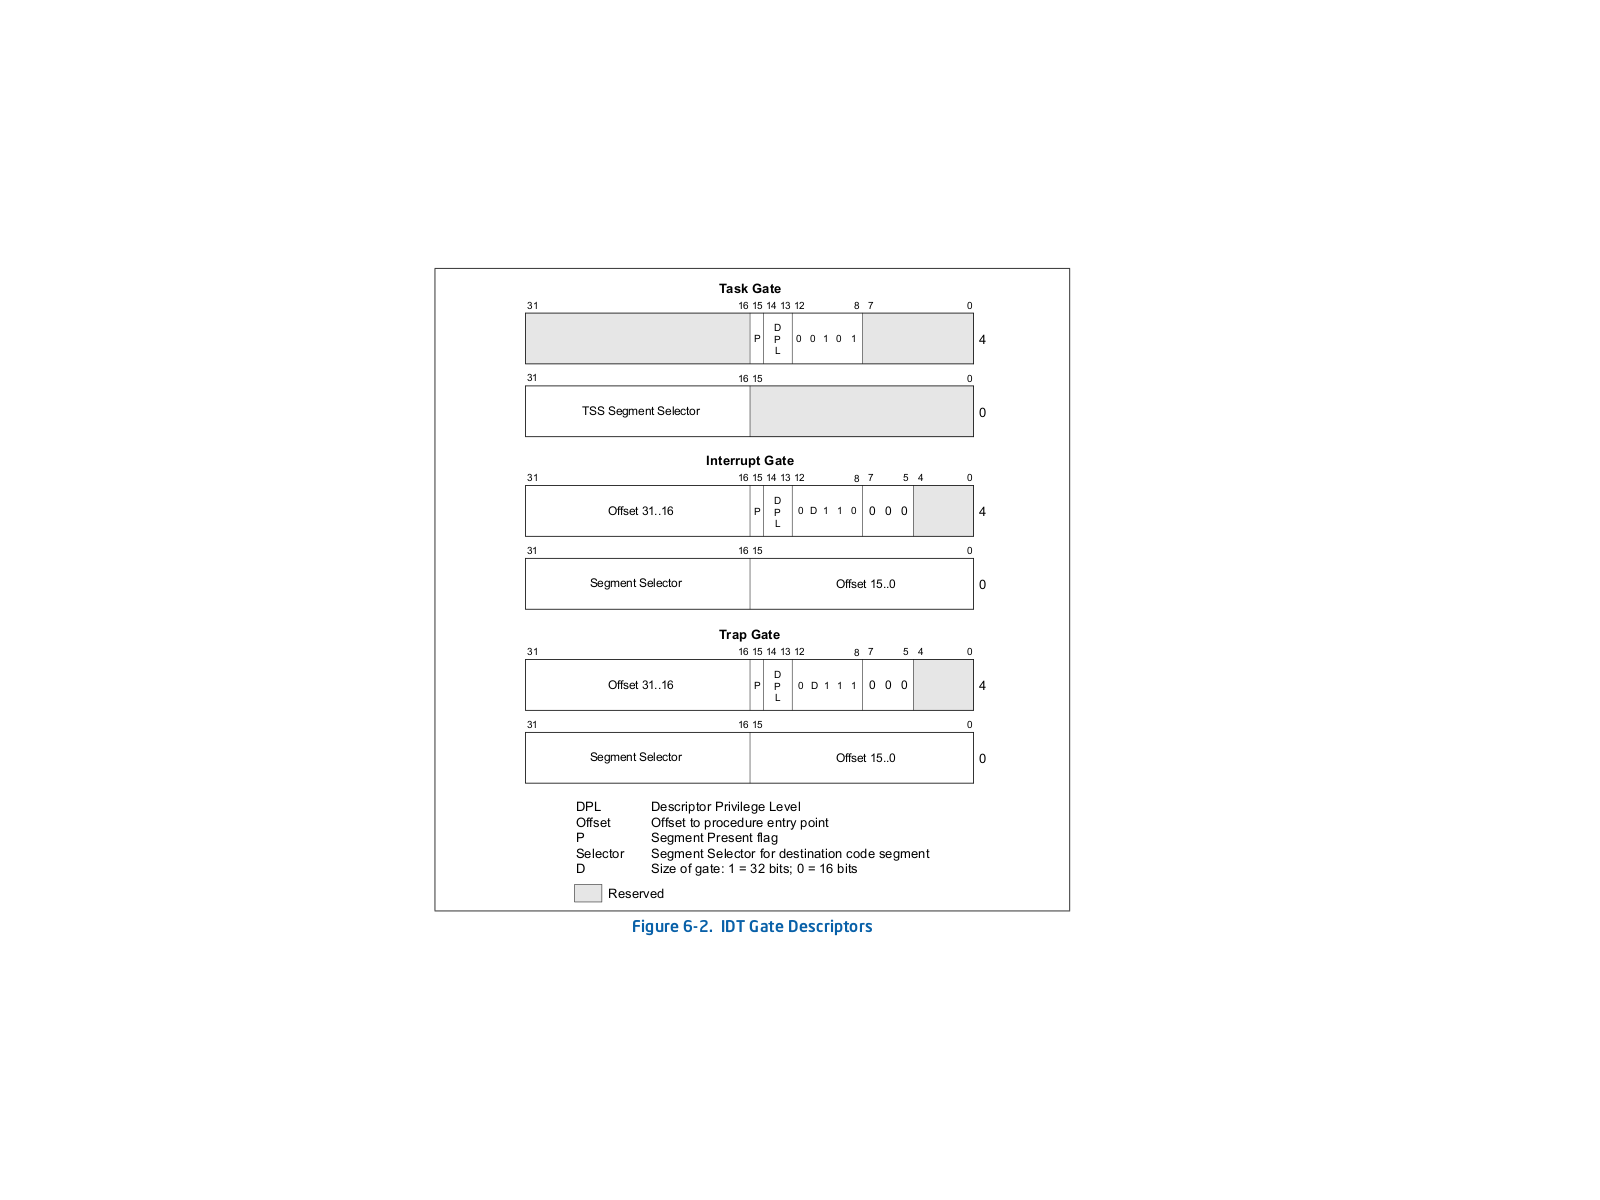 Task Gate
31 16 15 14 13 12 8 7 0
P D P L 0 0 1 0 1 4
31 16 15 0
TSS Segment Selector 0
Interrupt Gate
31 16 15 14 13 12 8 7 5 4 0
Offset 31..16 P D P L 0 D 1 1 0 0 0 0 4
31 16 15 0
Segment Selector Offset 15..0 0
Trap Gate
31 16 15 14 13 12 8 7 5 4 0
Offset 31..16 P D P L 0 D 1 1 1 0 0 0 4
31 16 15 0
Segment Selector Offset 15..0 0
DPL Descriptor Privilege Level
Offset Offset to procedure entry point
P Segment Present flag
Selector Segment Selector for destination code segment
D Size of gate: 1 = 32 bits; 0 = 16 bits
Reserved
Figure 6-2. IDT Gate Descriptors